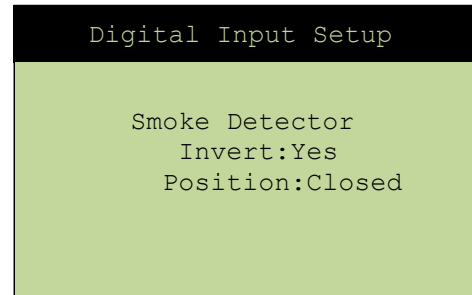 Digital Input Setup
Smoke Detector
Invert:Yes
Position:Closed